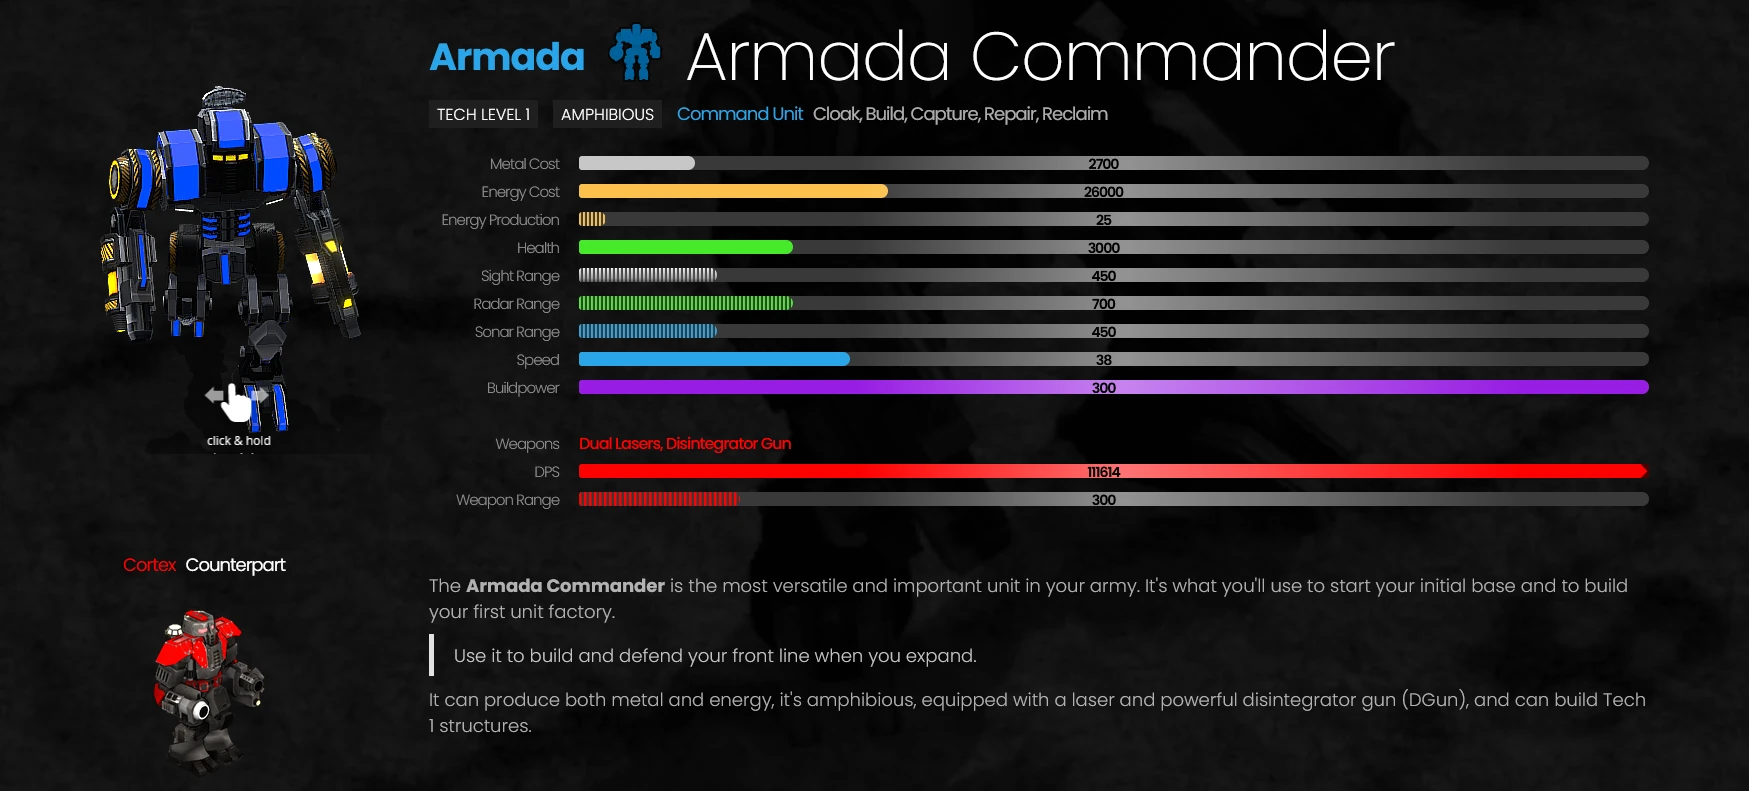 Armada Armada Commander
TECH LEVEL 1 AMPHIBIOUS Command Unit Cloak, Build, Capture, Repair, Reclaim
Metal Cost 2700
Energy Cost 26000
Energy Production 25
Health 3000
Sight Range 450
Radar Range 700
Sonar Range 450
Speed 38
Buildpower 300
click & hold
Weapons Dual Lasers, Disintegrator Gun
DPS 111614
Weapon Range 300
Cortex Counterpart
The Armada Commander is the most versatile and important unit in your army. It's what you'll use to start your initial base and to build
your first unit factory.
Use it to build and defend your front line when you expand.
It can produce both metal and energy, it's amphibious, equipped with a laser and powerful disintegrator gun (DGun), and can build Tech
1 structures.